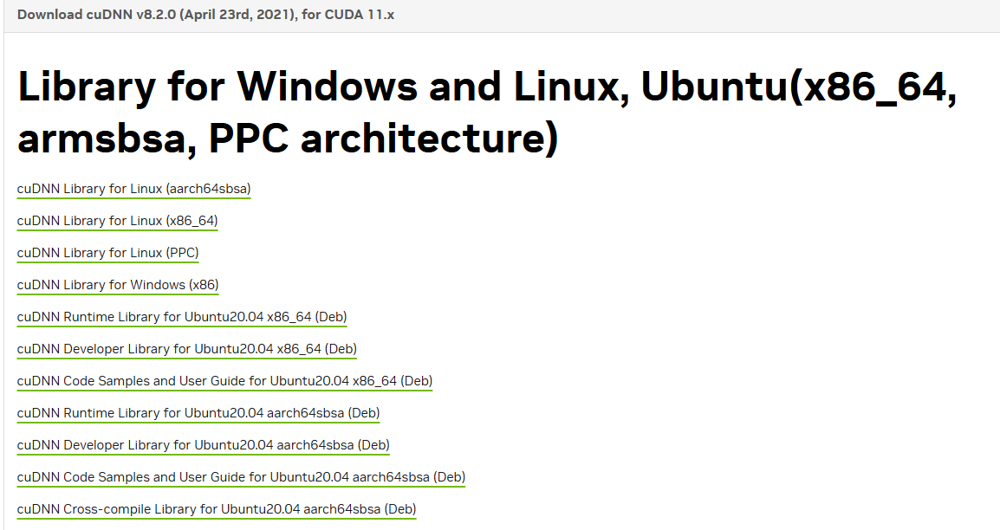 Download cuDNN v8.2.0 (April 23rd, 2021), for CUDA 11.x
Library for Windows and Linux, Ubuntu(x86_64,
armsbsa, PPC architecture)
cuDNN Library for Linux (aarch64sbsa)
cuDNN Library for Linux (x86_64)
cuDNN Library for Linux (PPC)
cuDNN Library for Windows (x86)
cuDNN Runtime Library for Ubuntu20.04 x86_64 (Deb)
cuDNN Developer Library for Ubuntu20.04 x86_64 (Deb)
cuDNN Code Samples and User Guide for Ubuntu20.04 x86_64 (Deb)
cuDNN Runtime Library for Ubuntu20.04 aarch64sbsa (Deb)
cuDNN Developer Library for Ubuntu20.04 aarch64sbsa (Deb)
cuDNN Code Samples and User Guide for Ubuntu20.04 aarch64sbsa (Deb)
cuDNN Cross-compile Library for Ubuntu20.04 aarch64sbsa (Deb)